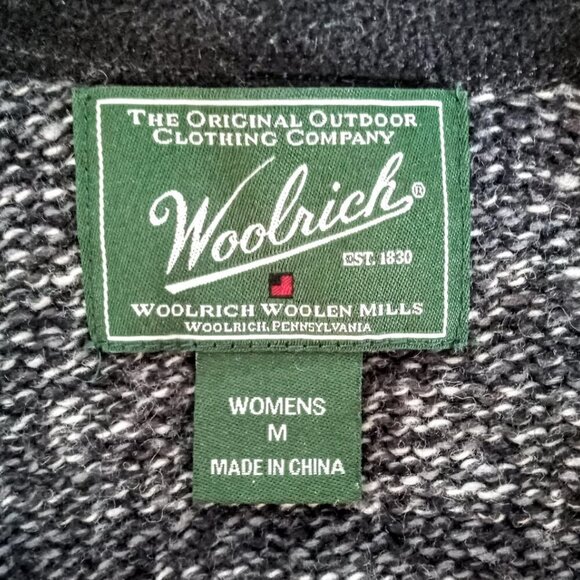 THE ORIGINAL OUTDOOR
CLOTHING COMPANY
Woolrich®
EST. 1830
WOOLRICH WOOLEN MILLS
WOOLRICH, PENNSYLVANIA
WOMENS
M
MADE IN CHINA